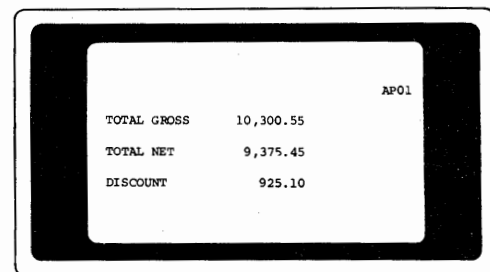 AP01
TOTAL GROSS 10,300.55
TOTAL NET 9,375.45
DISCOUNT 925.10